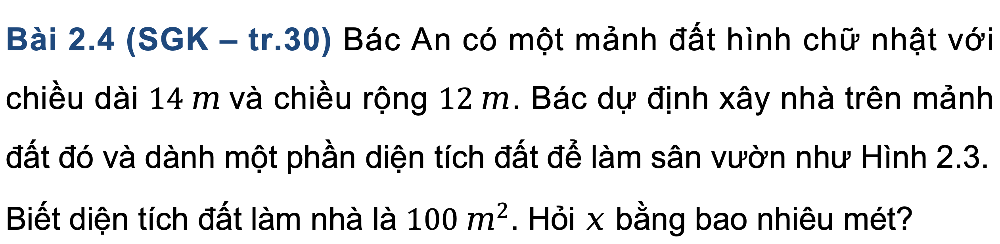 Bài 2.4 (SGK – tr.30) Bác An có một mảnh đất hình chữ nhật với
chiều dài 14 m và chiều rộng 12 m. Bác dự định xây nhà trên mảnh
đất đó và dành một phần diện tích đất để làm sân vườn như Hình 2.3.
Biết diện tích đất làm nhà là 100 m². Hỏi x bằng bao nhiêu mét?